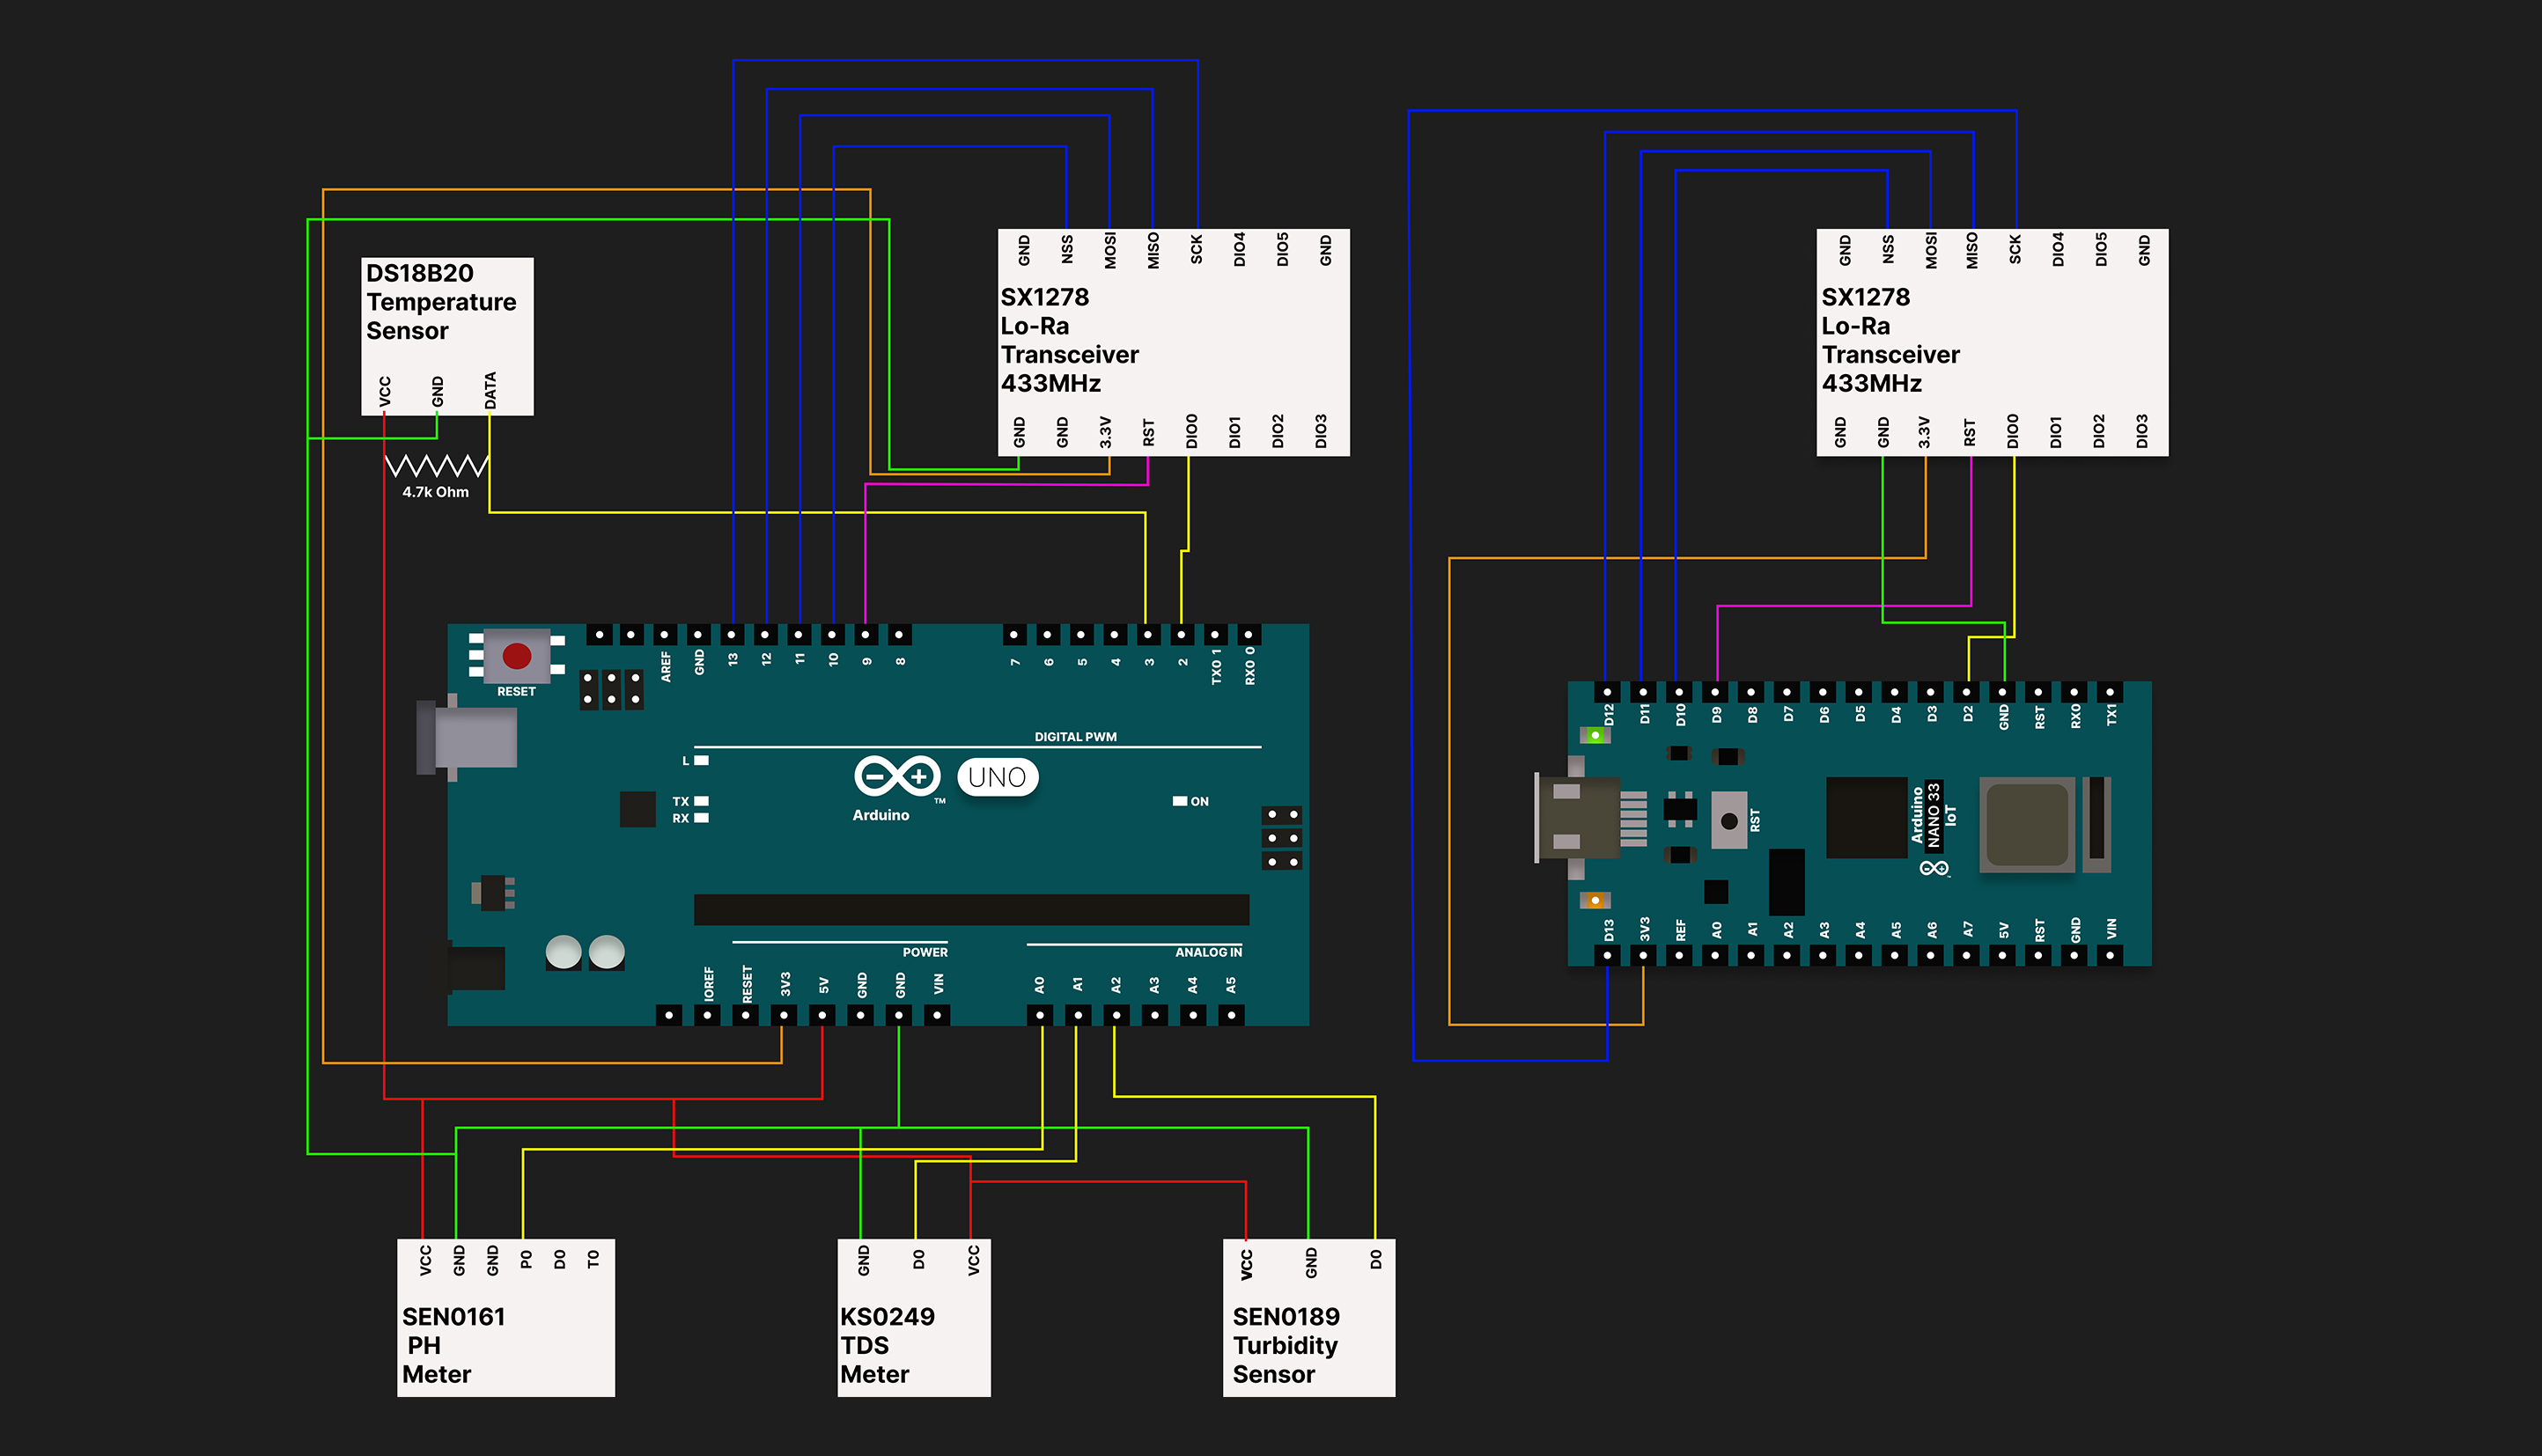 DS18B20
Temperature
Sensor
VCC
GND
DATA
4.7k Ohm
GND
NSS
MOSI
MISO
SCK
DIO4
DIO5
GND
SX1278
Lo-Ra
Transceiver
433MHz
GND
GND
3.3V
RST
DIO0
DIO1
DIO2
DIO3
GND
NSS
MOSI
MISO
SCK
DIO4
DIO5
GND
SX1278
Lo-Ra
Transceiver
433MHz
GND
GND
3.3V
RST
DIO0
DIO1
DIO2
DIO3
RESET
AREF
GND
13
12
11
10
9
8
7
6
5
4
3
2
TX0 1
RX0 0
DIGITAL PWM
L
TX
RX
UNO
TM
Arduino
ON
POWER
ANALOG IN
IOREF
RESET
3V3
5V
GND
GND
VIN
A0
A1
A2
A3
A4
A5
D12
D11
D10
D9
D8
D7
D6
D5
D4
D3
D2
GND
RST
RX0
TX1
RST
Arduino
NANO 33
IoT
D13
3V3
REF
A0
A1
A2
A3
A4
A5
A6
A7
5V
RST
GND
VIN
VCC
GND
GND
P0
D0
T0
SEN0161
PH
Meter
GND
D0
VCC
KS0249
TDS
Meter
VCC
GND
D0
SEN0189
Turbidity
Sensor